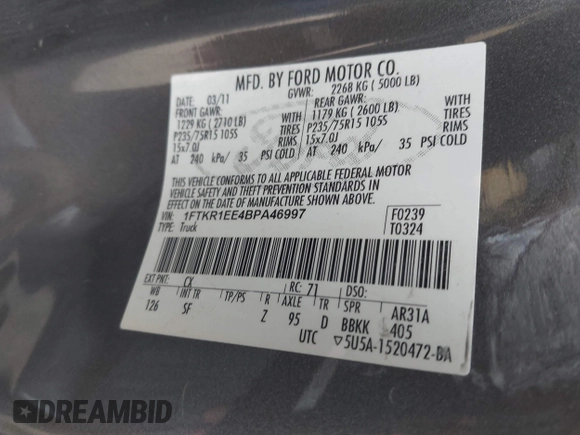 MFD. BY FORD MOTOR CO.
DATE: 03/11 GVWR: 2268 KG ( 5000 LB)
FRONT GAWR: REAR GAWR:
1229 KG ( 2710 LB) WITH 1179 KG ( 2600 LB) WITH
P235/75R15 105S TIRES P235/75R15 105S TIRES
15x7.0J RIMS 15x7.0J RIMS
AT 240 kPa/ 35 PSI COLD AT 240 kPa/ 35 PSI COLD
THIS VEHICLE CONFORMS TO ALL APPLICABLE FEDERAL MOTOR
VEHICLE SAFETY AND THEFT PREVENTION STANDARDS IN
EFFECT ON THE DATE OF MANUFACTURE SHOWN ABOVE.
VIN: 1FTKR1EE4BPA46997 F0239
TYPE: Truck T0324
EXT PNT: CX RC: 71 DSO:
WB INT TR TP/PS R AXLE TR SPR AR31A
126 SF Z 95 D BBKK 405
UTC ▽5U5A-1520472-BA
DREAMBID